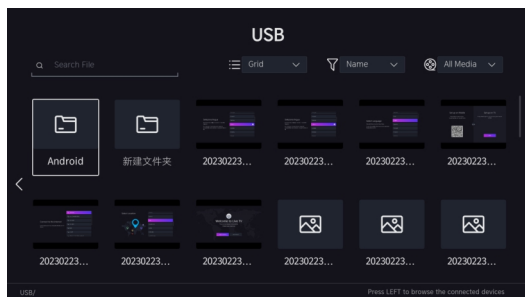 USB
Search File
Grid
Name
All Media
Android
新建文件夹
20230223...
20230223...
20230223...
20230223...
20230223...
20230223...
20230223...
20230223...
20230223...
20230223...
USB/
Press LEFT to browse the connected devices